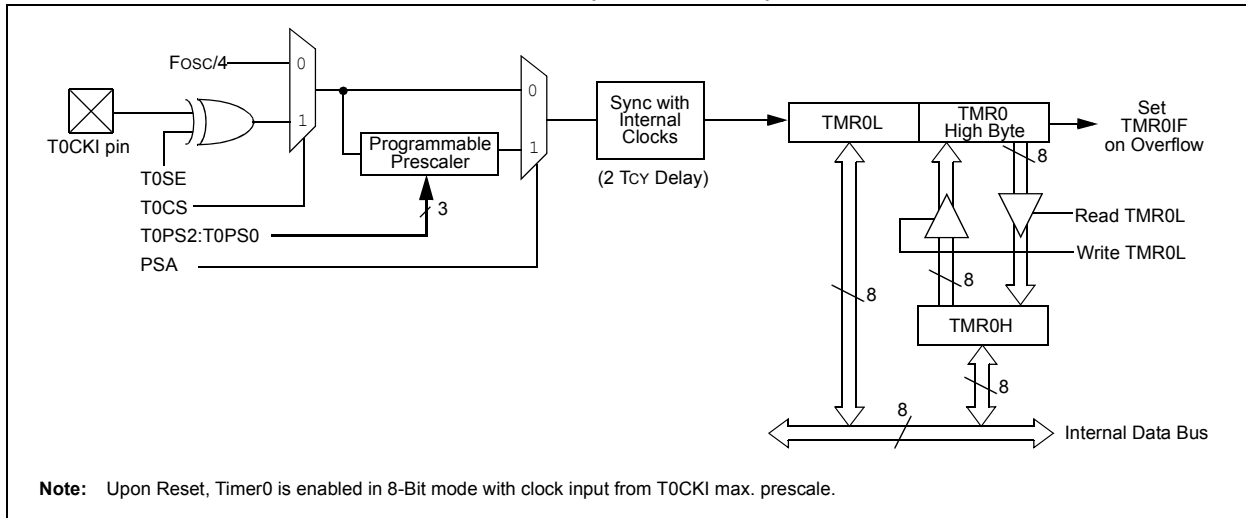 FOSC/4
0
1
T0CKI pin
T0SE
T0CS
T0PS2:T0PS0
PSA
Programmable
Prescaler
3
0
1
Sync with
Internal
Clocks
(2 TCY Delay)
TMR0L
TMR0
High Byte
Set
TMR0IF
on Overflow
8
Read TMR0L
Write TMR0L
8
8
TMR0H
8
8
Internal Data Bus
Note: Upon Reset, Timer0 is enabled in 8-Bit mode with clock input from T0CKI max. prescale.